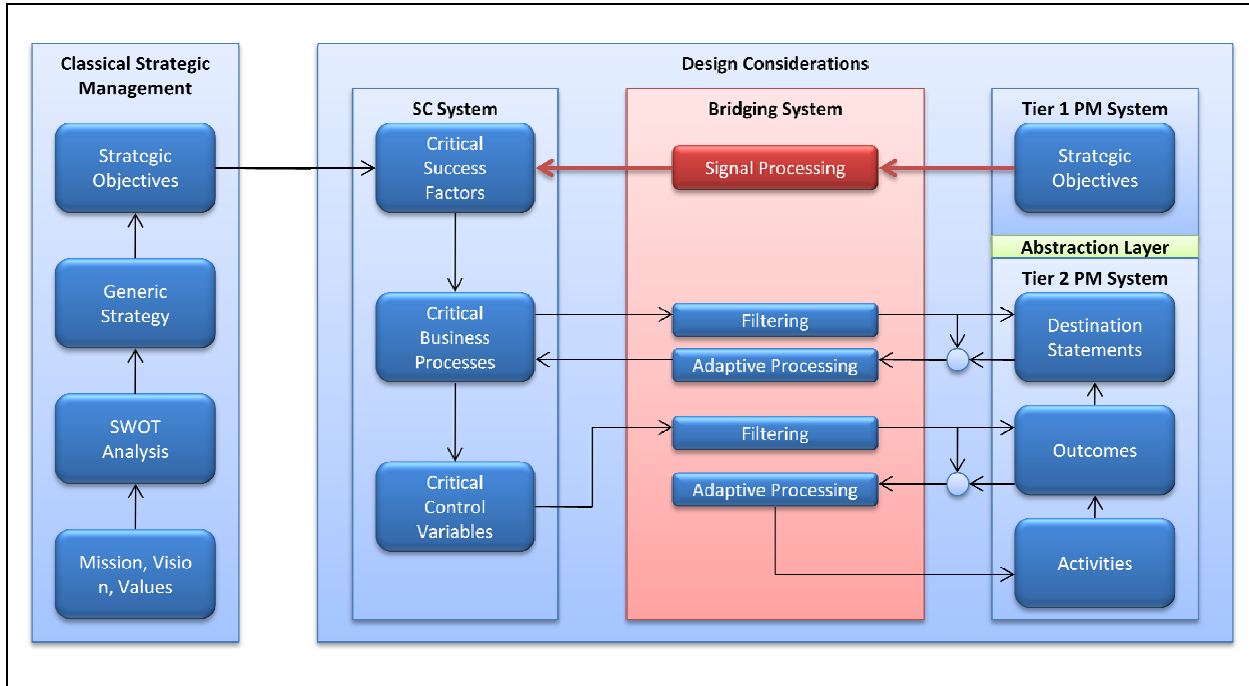 Classical Strategic
Management
Strategic
Objectives
Generic
Strategy
SWOT
Analysis
Mission, Visio
n, Values
Design Considerations
SC System
Critical
Success
Factors
Critical
Business
Processes
Critical
Control
Variables
Bridging System
Signal Processing
Filtering
Adaptive Processing
Filtering
Adaptive Processing
Tier 1 PM System
Strategic
Objectives
Abstraction Layer
Tier 2 PM System
Destination
Statements
Outcomes
Activities